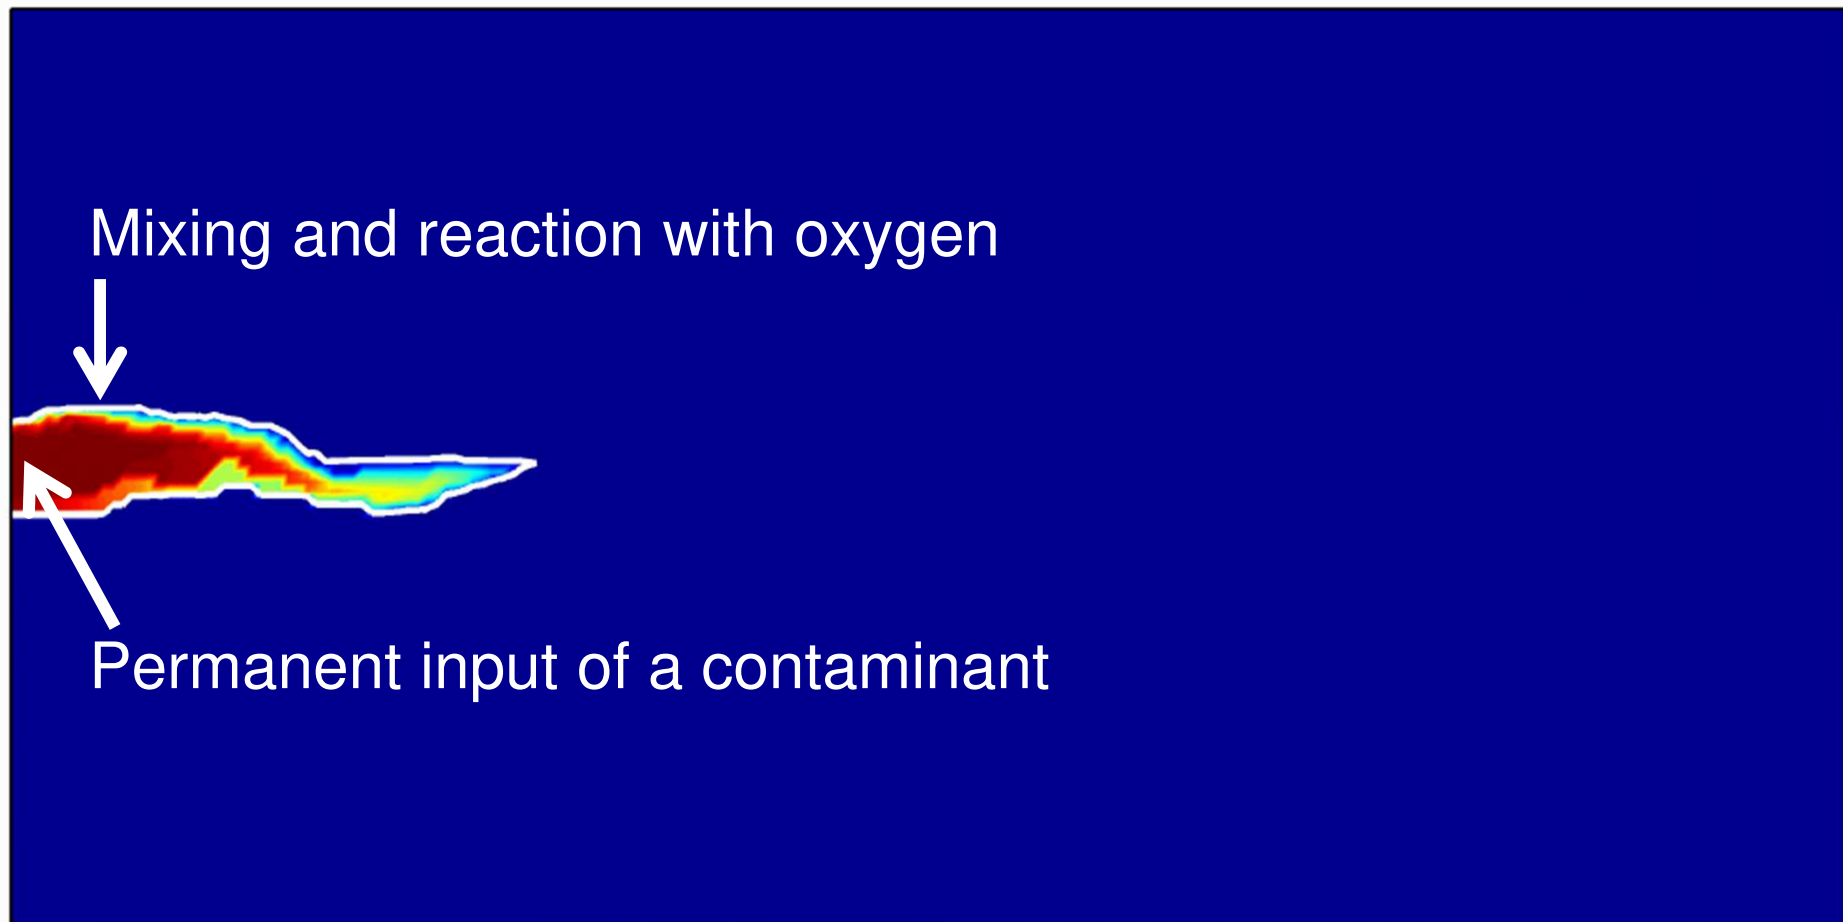 Mixing and reaction with oxygen
Permanent input of a contaminant